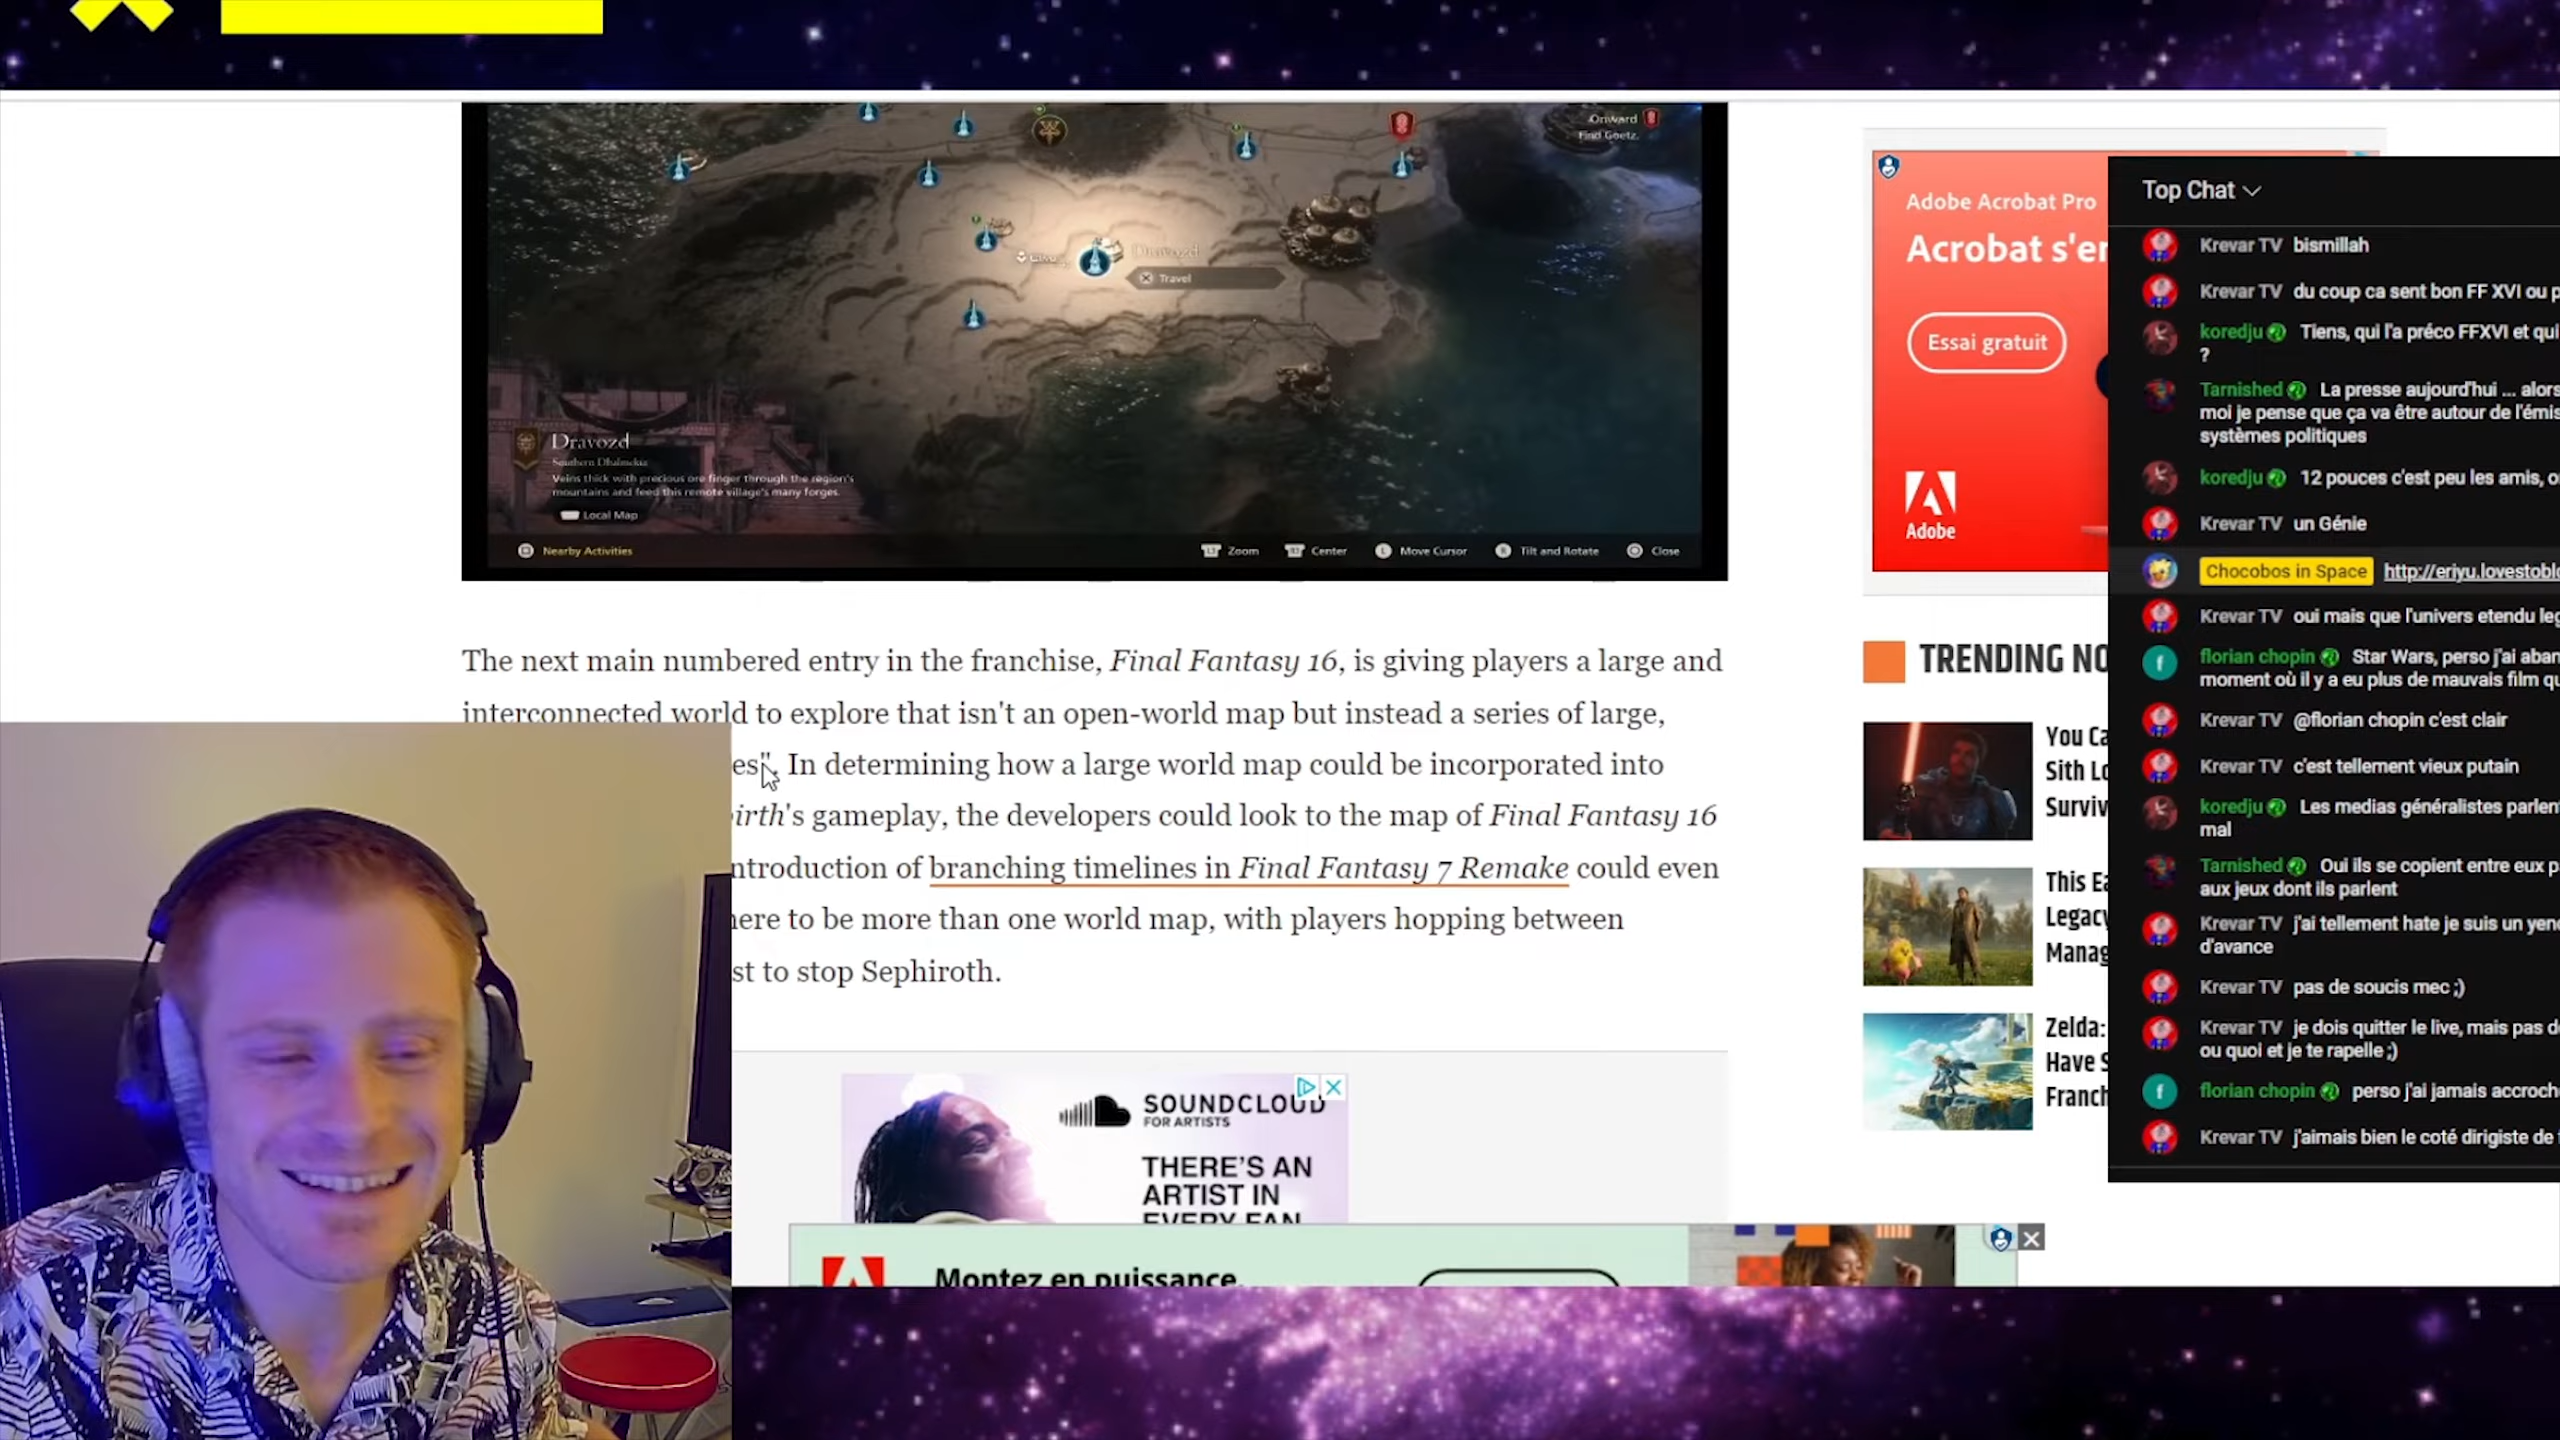 Onward
Find Goetz.
Dravozd
Travel
Dravozd
Southern Dhalmekia
Veins thick with precious ore finger through the region's
mountains and feed this remote village's many forges.
Local Map
Nearby Activities
L3 Zoom
R3 Center
L Move Cursor
R Tilt and Rotate
Close
The next main numbered entry in the franchise, Final Fantasy 16, is giving players a large and
interconnected world to explore that isn't an open-world map but instead a series of large,
es". In determining how a large world map could be incorporated into
irth's gameplay, the developers could look to the map of Final Fantasy 16
ntroduction of branching timelines in Final Fantasy 7 Remake could even
ere to be more than one world map, with players hopping between
st to stop Sephiroth.
SOUNDCLOUD
FOR ARTISTS
THERE'S AN
ARTIST IN
EVERY FAN
Montez en puissance.
Adobe Acrobat Pro
Acrobat s'er
Essai gratuit
Adobe
TRENDING NO
You Ca
Sith Lo
Surviv
This Ea
Legacy
Manag
Zelda:
Have S
Franch
Top Chat
Krevar TV bismillah
Krevar TV du coup ca sent bon FF XVI ou p
koredju Tiens, qui l'a préco FFXVI et qui
?
Tarnished La presse aujourd'hui ... alors
moi je pense que ça va être autour de l'émis
systèmes politiques
koredju 12 pouces c'est peu les amis, o
Krevar TV un Génie
Chocobos in Space http://eriyu.lovestoblo
Krevar TV oui mais que l'univers etendu leg
f florian chopin Star Wars, perso j'ai aban
moment où il y a eu plus de mauvais film qu
Krevar TV @florian chopin c'est clair
Krevar TV c'est tellement vieux putain
koredju Les medias généralistes parlen
mal
Tarnished Oui ils se copient entre eux p
aux jeux dont ils parlent
Krevar TV j'ai tellement hate je suis un yend
d'avance
Krevar TV pas de soucis mec ;)
Krevar TV je dois quitter le live, mais pas de
ou quoi et je te rapelle ;)
f florian chopin perso j'ai jamais accroch
Krevar TV j'aimais bien le coté dirigiste de